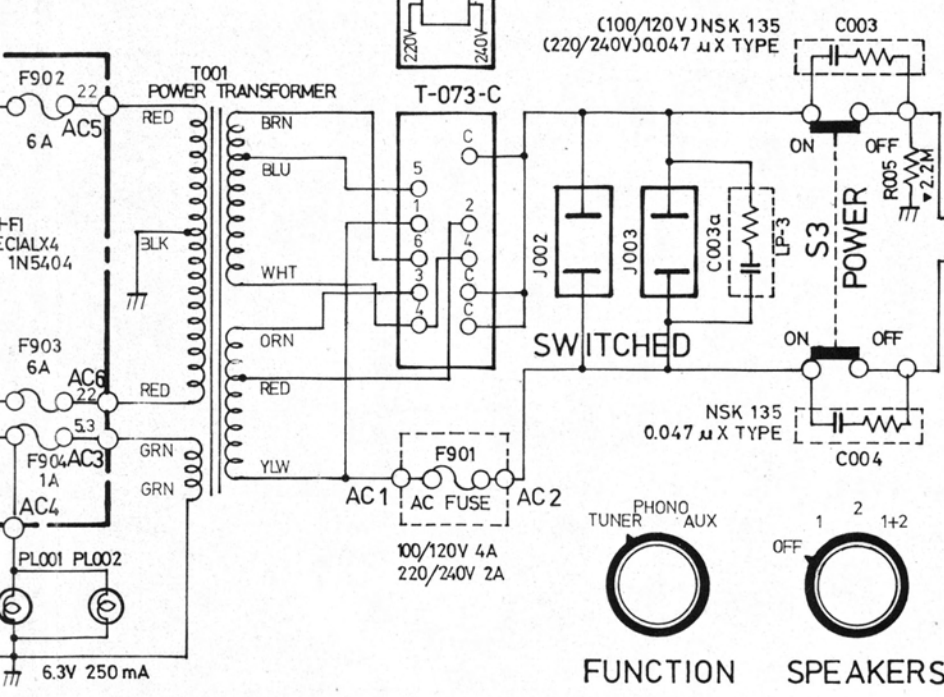 220V 240V
(100/120V)NSK 135
(220/240V)0.047 µX TYPE
C003
F902
22
6A
AC5
T001
POWER TRANSFORMER
RED
BRN
BLU
T-073-C
C
5
1
2
6
4
3
C
4
C
J002
J003
C003a
LP-3
ON
OFF
S3
POWER
R005
2.2M
ECIALX4
1N5404
BLK
WHT
ORN
RED
SWITCHED
ON
OFF
F903
6A
AC6
22
RED
5.3
F904
AC3
1A
GRN
GRN
AC4
YLW
NSK 135
0.047 µX TYPE
C004
F901
AC1
AC FUSE
AC2
100/120V 4A
220/240V 2A
PL001 PL002
6.3V 250mA
TUNER
PHONO
AUX
FUNCTION
OFF
1
2
1+2
SPEAKERS